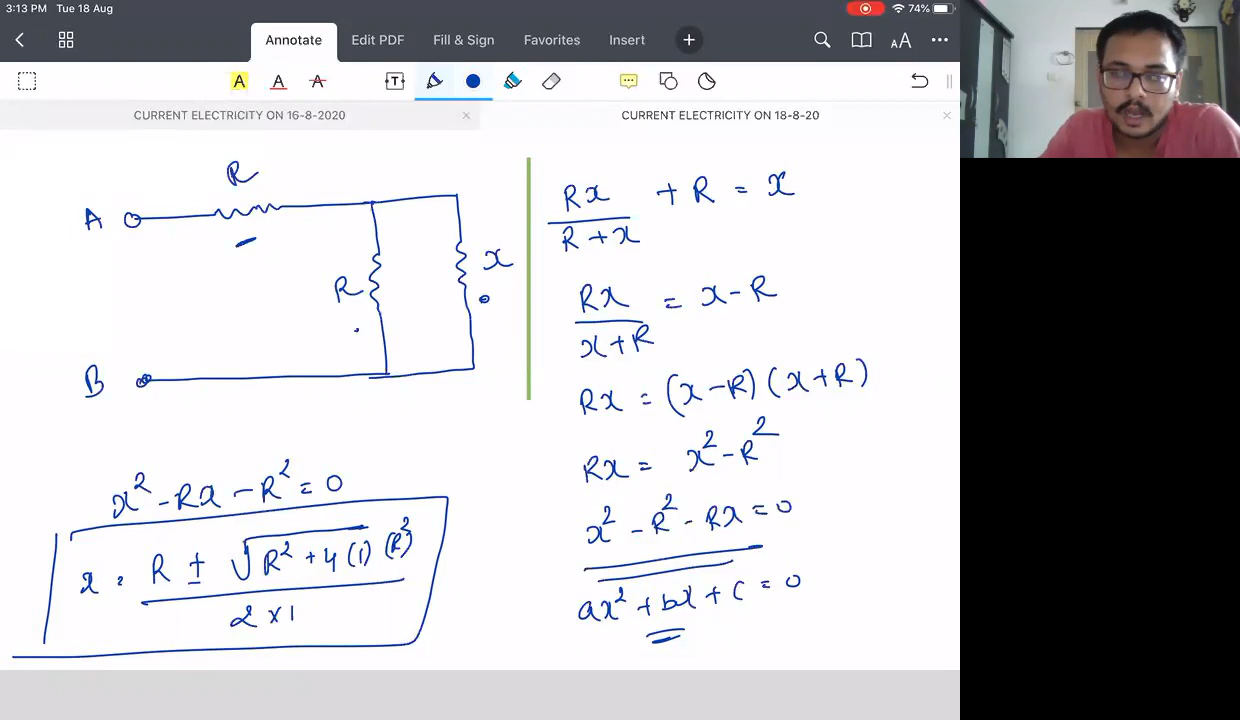 3:13 PM Tue 18 Aug
74%
Annotate
Edit PDF
Fill & Sign
Favorites
Insert
CURRENT ELECTRICITY ON 16-8-2020
CURRENT ELECTRICITY ON 18-8-20
R
A
R
x
B
Rx/(R+x) + R = x
Rx/(x+R) = x-R
Rx = (x-R)(x+R)
Rx = x²-R²
x²-R²-Rx=0
ax²+bx+c=0
x²-Rx-R²=0
x = (R ± √(R²+4(1)(R²)))/(2×1)